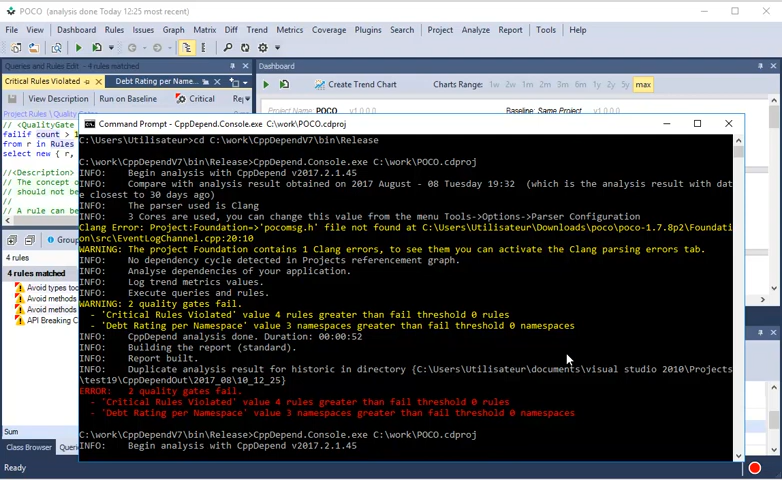 POCO (analysis done Today 12:25 most recent)
File View Dashboard Rules Issues Graph Matrix Diff Trend Metrics Coverage Plugins Search Project Analyze Report Tools Help
Queries and Rules Edit - 4 rules matched
Dashboard
Critical Rules Violated
Debt Rating per Name...
Create Trend Chart
Charts Range: 1w 2w 1m 2m 3m 6m 1y 2y 5y max
View Description Run on Baseline Critical
Project Name: POCO v1.0.0.0
Baseline: Same Project v1.0.0.0
Project Rules \ Quality
// <QualityGate
failif count > 1
from r in Rules
select new { r,
//<Description>
The concept
should not be
//
// A rule can be
Group
4 rules
4 rules matched
Avoid types too
Avoid methods
Avoid methods
API Breaking C
Sum
Class Browser
Ready
Command Prompt - CppDepend.Console.exe C:\work\POCO.cdproj
C:\Users\Utilisateur>cd C:\work\CppDependV7\bin\Release
C:\work\CppDependV7\bin\Release>CppDepend.Console.exe C:\work\POCO.cdproj
INFO: Begin analysis with CppDepend v2017.2.1.45
INFO: Compare with analysis result obtained on 2017 August - 08 Tuesday 19:32 (which is the analysis result with dat
e closest to 30 days ago)
INFO: The parser used is Clang
INFO: 3 Cores are used, you can change this value from the menu Tools->Options->Parser Configuration
Clang Error: Project:Foundation=>'pocomsg.h' file not found at C:\Users\Utilisateur\Downloads\poco\poco-1.7.8p2\Foundati
on\src\EventLogChannel.cpp:20:10
WARNING: The project Foundation contains 1 Clang errors, to see them you can activate the Clang parsing errors tab.
INFO: No dependency cycle detected in Projects referencement graph.
INFO: Analyse dependencies of your application.
INFO: Log trend metrics values.
INFO: Execute queries and rules.
WARNING: 2 quality gates fail.
- 'Critical Rules Violated' value 4 rules greater than fail threshold 0 rules
- 'Debt Rating per Namespace' value 3 namespaces greater than fail threshold 0 namespaces
INFO: CppDepend analysis done. Duration: 00:00:52
INFO: Building the report (standard).
INFO: Report built.
INFO: Duplicate analysis result for historic in directory {C:\Users\Utilisateur\documents\visual studio 2010\Projects
\test19\CppDependOut\2017_08\10_12_25}
ERROR: 2 quality gates fail.
- 'Critical Rules Violated' value 4 rules greater than fail threshold 0 rules
- 'Debt Rating per Namespace' value 3 namespaces greater than fail threshold 0 namespaces
C:\work\CppDependV7\bin\Release>CppDepend.Console.exe C:\work\POCO.cdproj
INFO: Begin analysis with CppDepend v2017.2.1.45